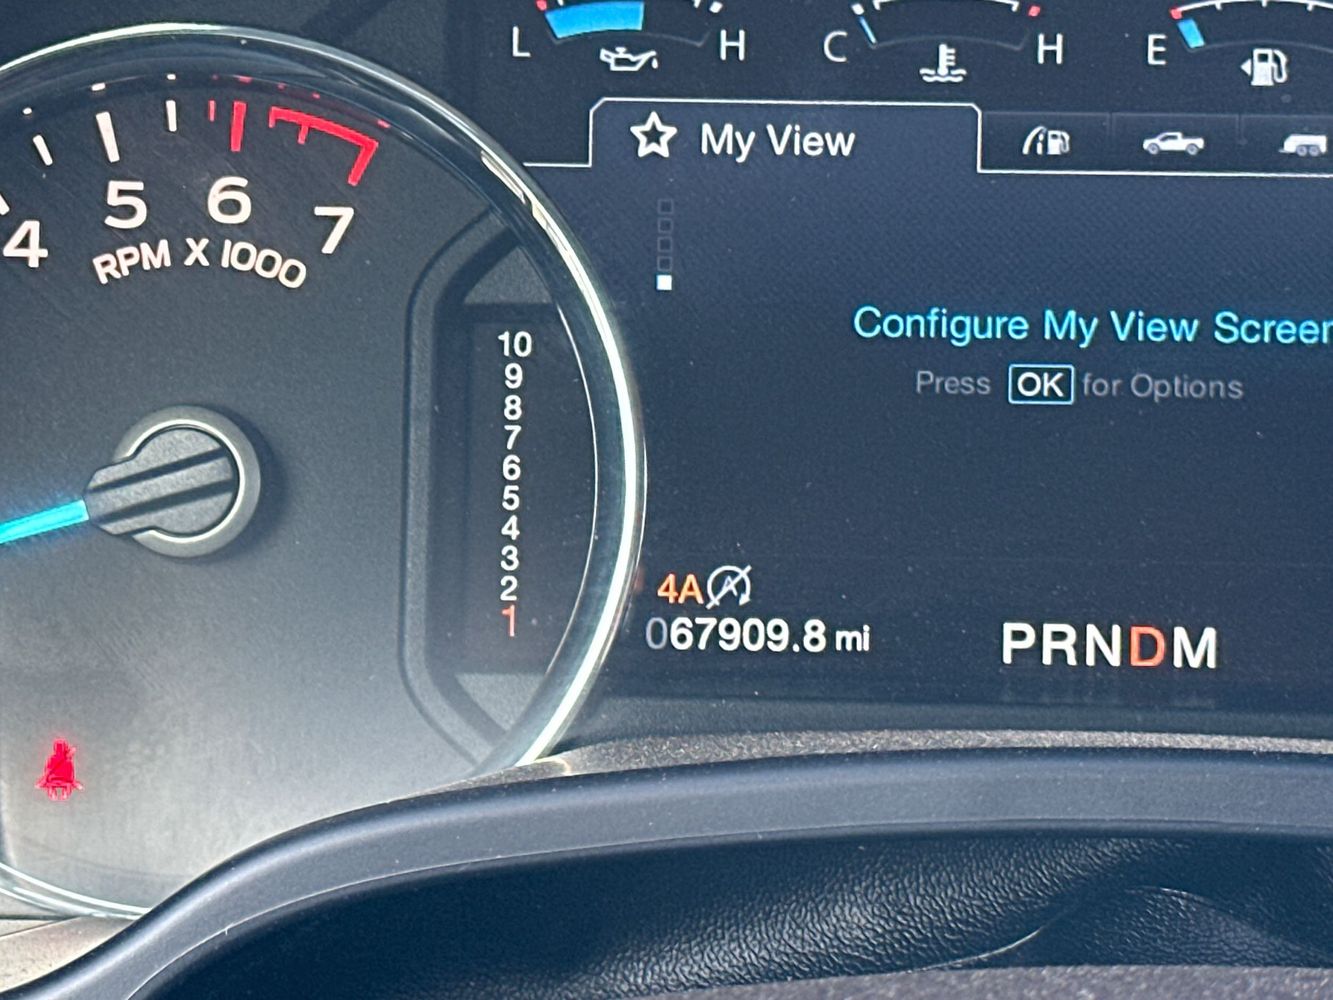 L H C H E
My View
4 5 6 7
RPM X 1000
Configure My View Screen
Press OK for Options
10
9
8
7
6
5
4
3
2
1
4A A
067909.8 mi
PRNDM